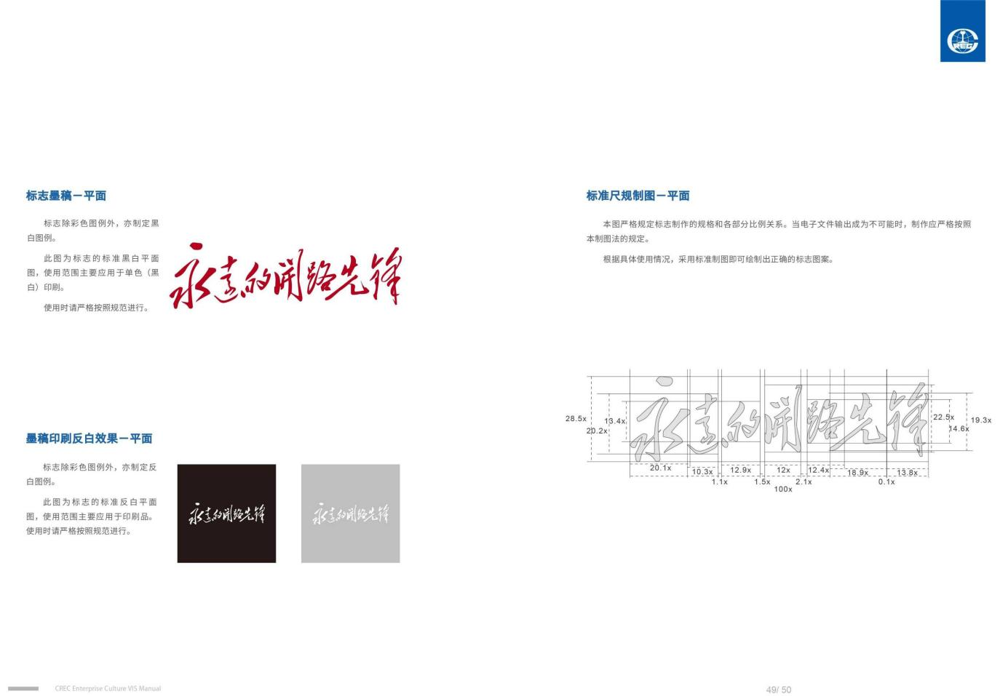 CREC
标志墨稿－平面
标志除彩色图例外，亦制定黑
白图例。
此图为标志的标准黑白平面
图，使用范围主要应用于单色（黑
白）印刷。
使用时请严格按照规范进行。
永远的開路先锋
墨稿印刷反白效果－平面
标志除彩色图例外，亦制定反
白图例。
此图为标志的标准反白平面
图，使用范围主要应用于印刷品。
使用时请严格按照规范进行。
永远的開路先锋
永远的開路先锋
标准尺规制图－平面
本图严格规定标志制作的规格和各部分比例关系。当电子文件输出成为不可能时，制作应严格按照
本制图法的规定。
根据具体使用情况，采用标准制图即可绘制出正确的标志图案。
永远的開路先锋
28.5x
20.2x
13.4x
22.5x
14.6x
19.3x
20.1x
10.3x
12.9x
12x
12.4x
18.9x
13.8x
1.1x
1.5x
2.1x
0.1x
100x
CREC Enterprise Culture VIS Manual
49/ 50